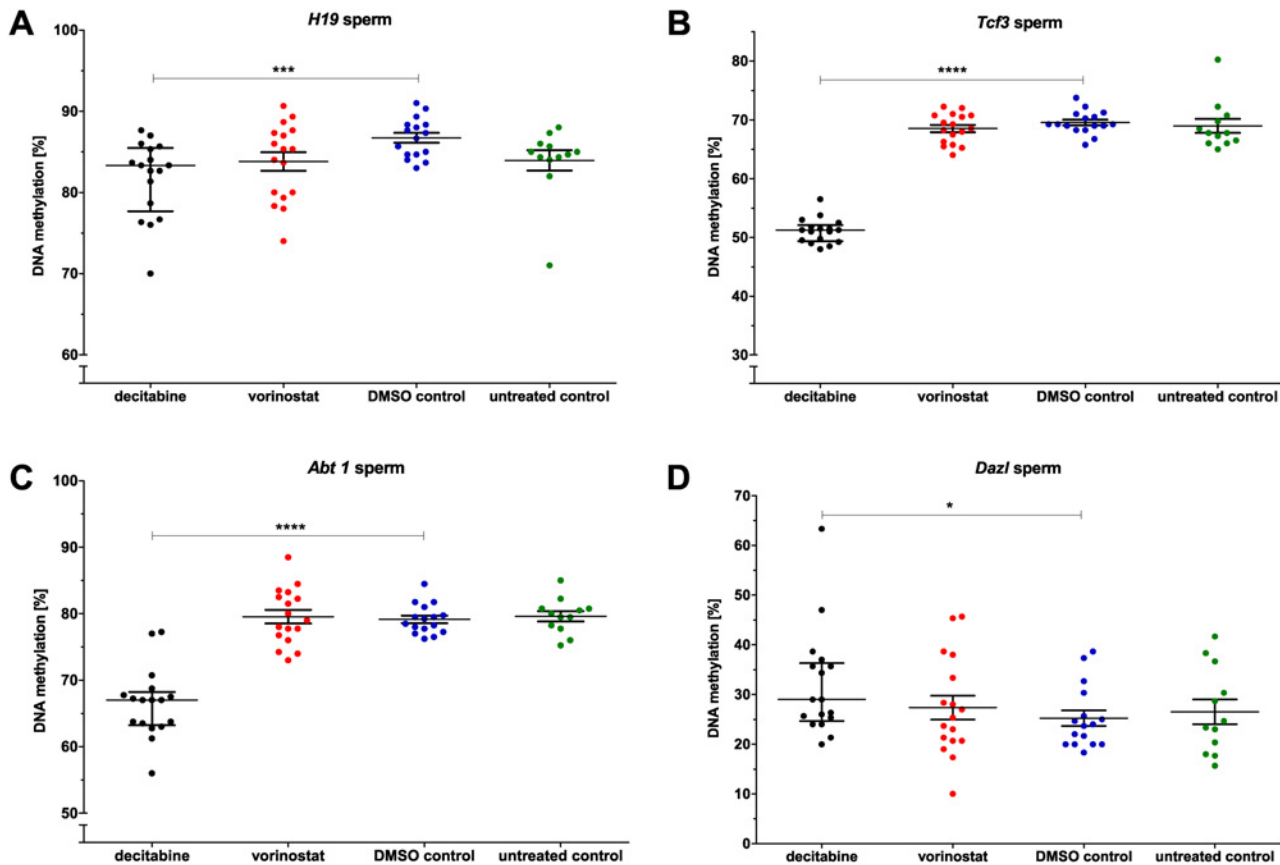 A
H19 sperm
100
90
80
70
60
DNA methylation [%]
***
decitabine
vorinostat
DMSO control
untreated control
B
Tcf3 sperm
80
70
60
50
40
30
DNA methylation [%]
****
decitabine
vorinostat
DMSO control
untreated control
C
Abt 1 sperm
100
90
80
70
60
50
DNA methylation [%]
****
decitabine
vorinostat
DMSO control
untreated control
D
Dazl sperm
70
60
50
40
30
20
10
0
DNA methylation [%]
*
decitabine
vorinostat
DMSO control
untreated control